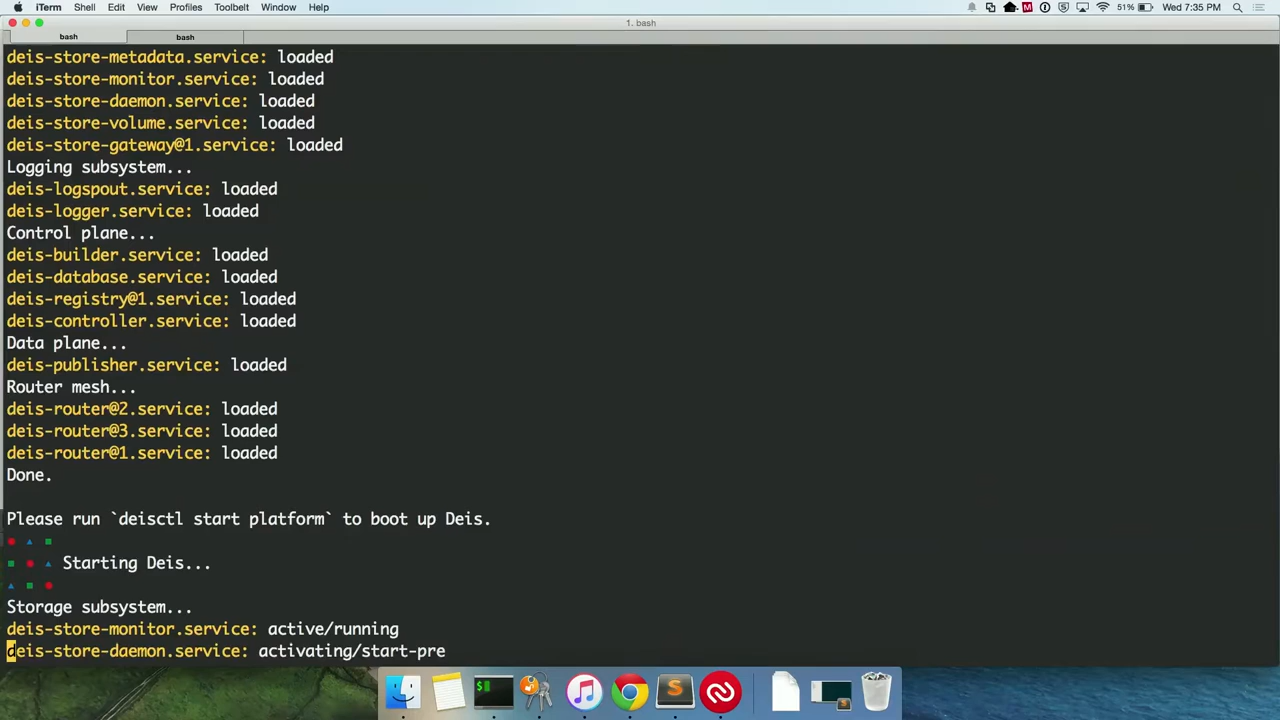 iTerm Shell Edit View Profiles Toolbelt Window Help
51% Wed 7:35 PM
1. bash
bash bash
deis-store-metadata.service: loaded
deis-store-monitor.service: loaded
deis-store-daemon.service: loaded
deis-store-volume.service: loaded
deis-store-gateway@1.service: loaded
Logging subsystem...
deis-logspout.service: loaded
deis-logger.service: loaded
Control plane...
deis-builder.service: loaded
deis-database.service: loaded
deis-registry@1.service: loaded
deis-controller.service: loaded
Data plane...
deis-publisher.service: loaded
Router mesh...
deis-router@2.service: loaded
deis-router@3.service: loaded
deis-router@1.service: loaded
Done.
Please run `deisctl start platform` to boot up Deis.
Starting Deis...
Storage subsystem...
deis-store-monitor.service: active/running
deis-store-daemon.service: activating/start-pre